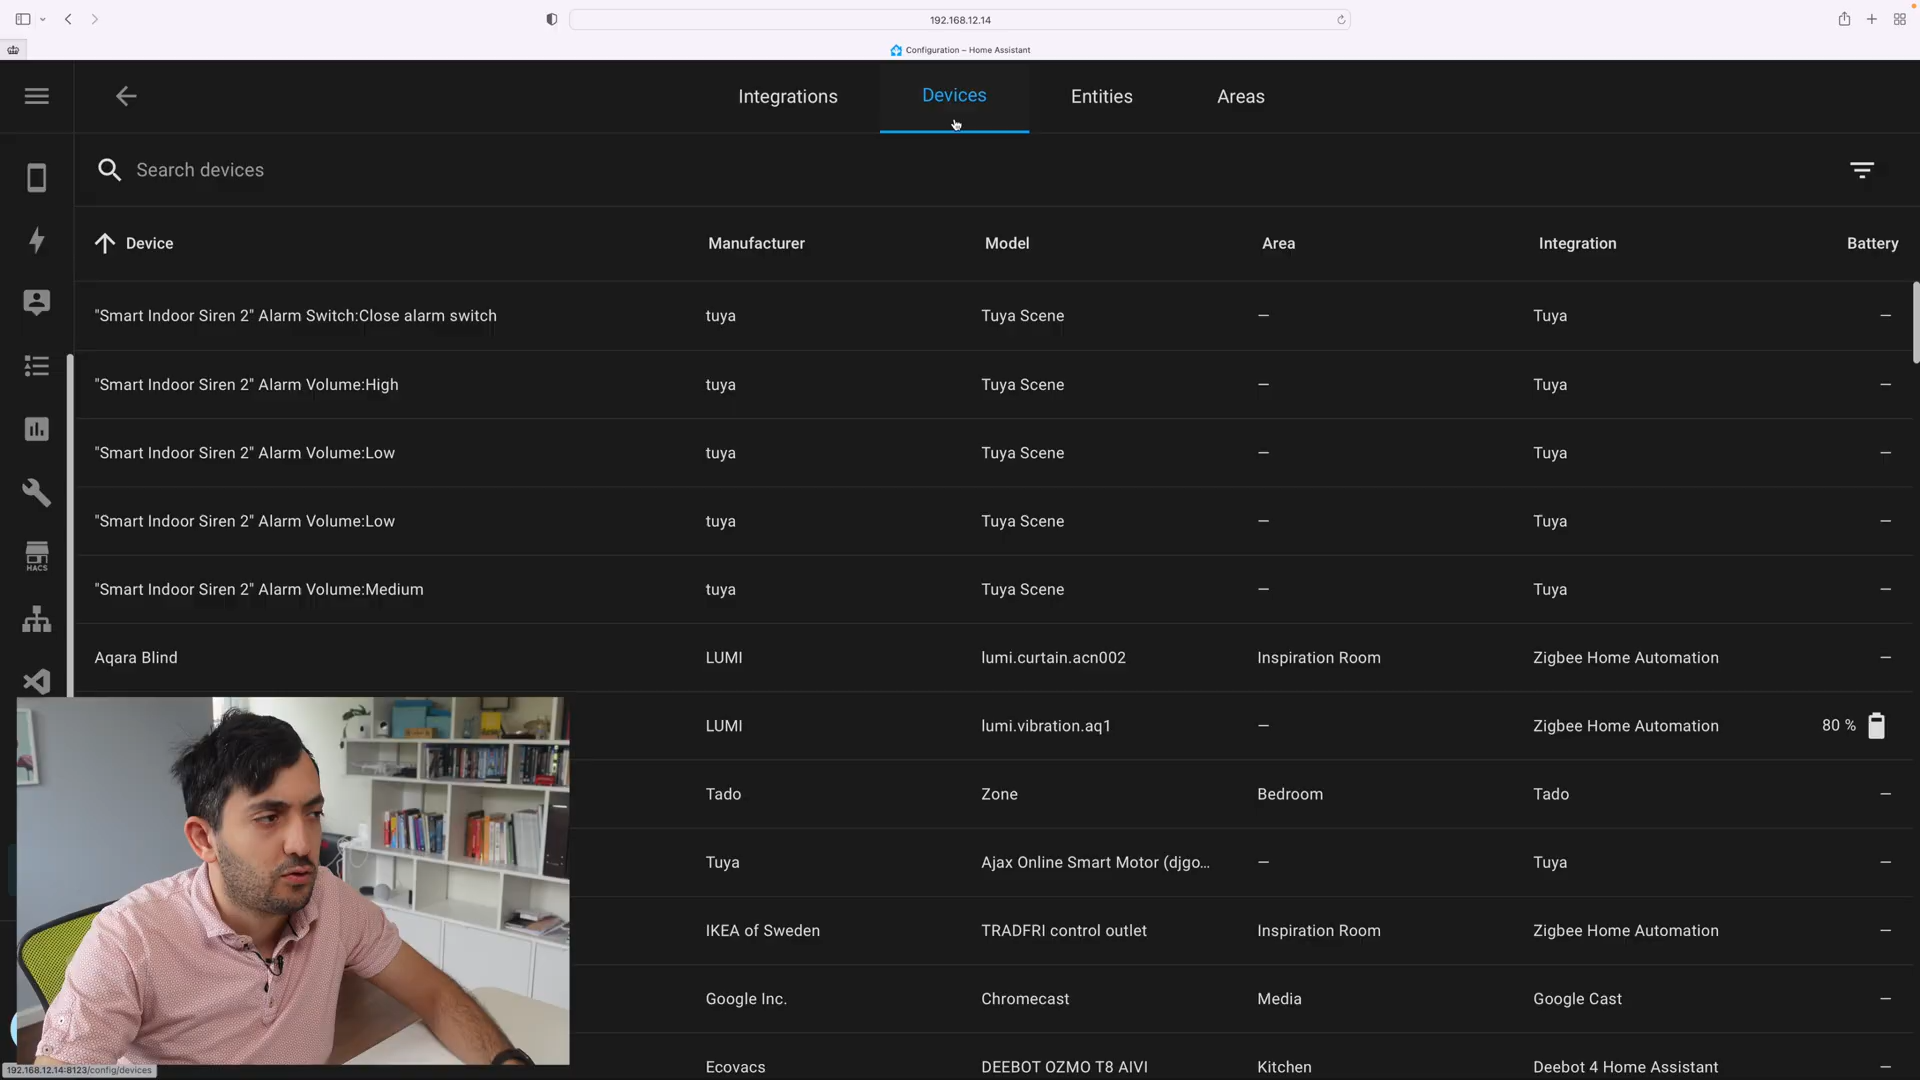 192.168.12.14
Configuration – Home Assistant
Integrations
Devices
Entities
Areas
Search devices
Device Manufacturer Model Area Integration Battery
"Smart Indoor Siren 2" Alarm Switch:Close alarm switch tuya Tuya Scene — Tuya —
"Smart Indoor Siren 2" Alarm Volume:High tuya Tuya Scene — Tuya —
"Smart Indoor Siren 2" Alarm Volume:Low tuya Tuya Scene — Tuya —
"Smart Indoor Siren 2" Alarm Volume:Low tuya Tuya Scene — Tuya —
"Smart Indoor Siren 2" Alarm Volume:Medium tuya Tuya Scene — Tuya —
Aqara Blind LUMI lumi.curtain.acn002 Inspiration Room Zigbee Home Automation —
LUMI lumi.vibration.aq1 — Zigbee Home Automation 80 %
Tado Zone Bedroom Tado —
Tuya Ajax Online Smart Motor (djgo... — Tuya —
IKEA of Sweden TRADFRI control outlet Inspiration Room Zigbee Home Automation —
Google Inc. Chromecast Media Google Cast —
Ecovacs DEEBOT OZMO T8 AIVI Kitchen Deebot 4 Home Assistant —
HACS
192.168.12.14:8123/config/devices